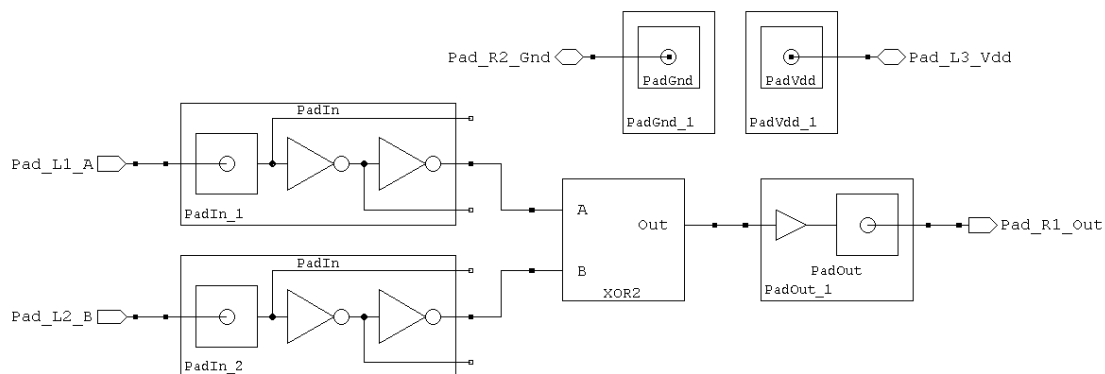 Pad_R2_Gnd
PadGnd
PadGnd_1
PadVdd
PadVdd_1
Pad_L3_Vdd
PadIn
Pad_L1_A
PadIn_1
A
B
Out
XOR2
PadOut
PadOut_1
Pad_R1_Out
PadIn
Pad_L2_B
PadIn_2